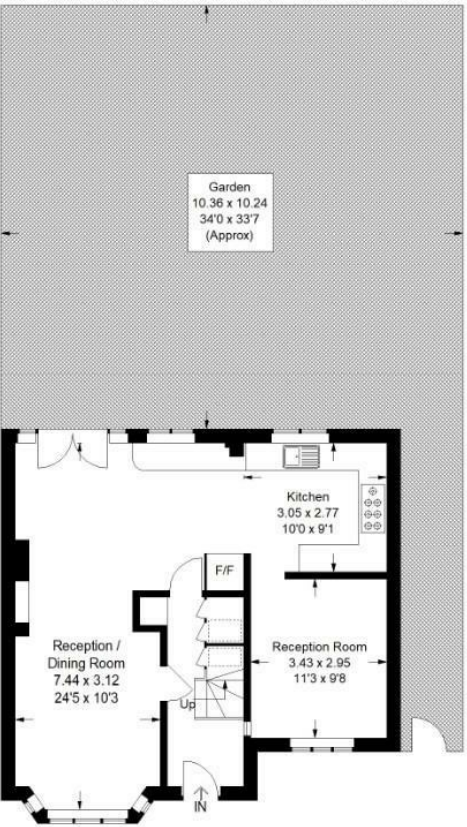 Garden
10.36 x 10.24
34'0 x 33'7
(Approx)
Kitchen
3.05 x 2.77
10'0 x 9'1
F/F
Reception /
Dining Room
7.44 x 3.12
24'5 x 10'3
Reception Room
3.43 x 2.95
11'3 x 9'8
Up
IN